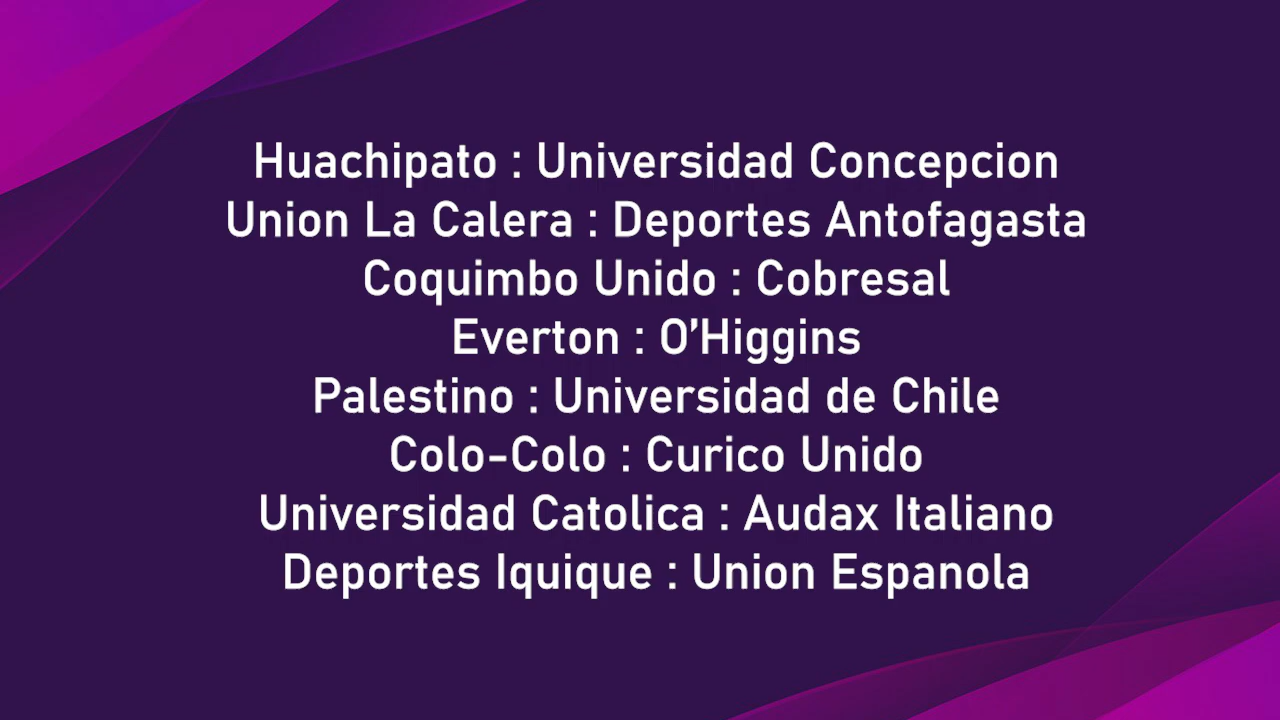 Huachipato : Universidad Concepcion
Union La Calera : Deportes Antofagasta
Coquimbo Unido : Cobresal
Everton : O’Higgins
Palestino : Universidad de Chile
Colo-Colo : Curico Unido
Universidad Catolica : Audax Italiano
Deportes Iquique : Union Espanola